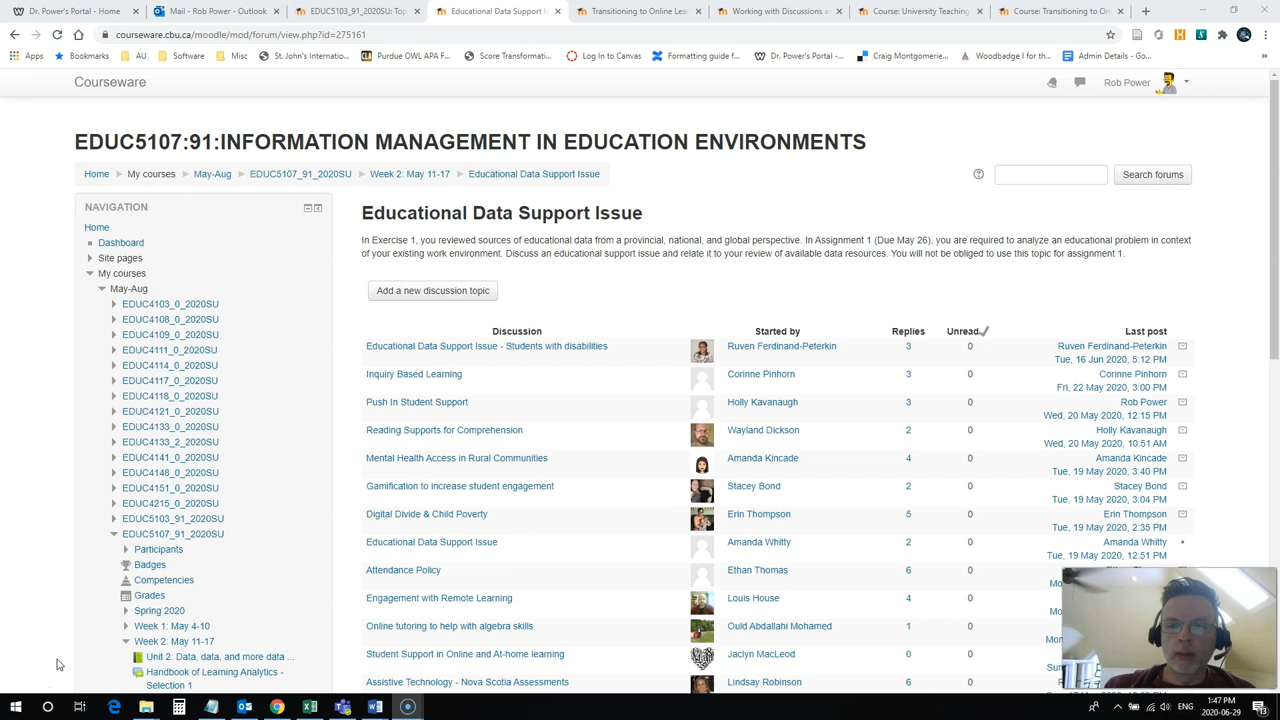 Dr. Power's Portal - Home
Mail - Rob Power - Outlook
EDUC5103_91_2020SU: Top
Educational Data Support Is
Transitioning to Online Lea
Working with Discussions a
Course: University Teaching
Course: Transitioning to On
courseware.cbu.ca/moodle/mod/forum/view.php?id=275161
Apps
Bookmarks
AU
Software
Misc
St. John's Internatio...
Purdue OWL APA F...
Score Transformati...
Log In to Canvas
Formatting guide f...
Dr. Power's Portal -...
Craig Montgomerie...
Woodbadge I for th...
Admin Details - Go...
Courseware
Rob Power
EDUC5107:91:INFORMATION MANAGEMENT IN EDUCATION ENVIRONMENTS
Home
My courses
May-Aug
EDUC5107_91_2020SU
Week 2: May 11-17
Educational Data Support Issue
Search forums
NAVIGATION
Home
Dashboard
Site pages
My courses
May-Aug
EDUC4103_0_2020SU
EDUC4108_0_2020SU
EDUC4109_0_2020SU
EDUC4111_0_2020SU
EDUC4114_0_2020SU
EDUC4117_0_2020SU
EDUC4118_0_2020SU
EDUC4121_0_2020SU
EDUC4133_0_2020SU
EDUC4133_2_2020SU
EDUC4141_0_2020SU
EDUC4148_0_2020SU
EDUC4151_0_2020SU
EDUC4215_0_2020SU
EDUC5103_91_2020SU
EDUC5107_91_2020SU
Participants
Badges
Competencies
Grades
Spring 2020
Week 1: May 4-10
Week 2: May 11-17
Unit 2: Data, data, and more data ...
Handbook of Learning Analytics -
Selection 1
Educational Data Support Issue
In Exercise 1, you reviewed sources of educational data from a provincial, national, and global perspective. In Assignment 1 (Due May 26), you are required to analyze an educational problem in context
of your existing work environment. Discuss an educational support issue and relate it to your review of available data resources. You will not be obliged to use this topic for assignment 1.
Add a new discussion topic
Discussion Started by Replies Unread Last post
Educational Data Support Issue - Students with disabilities Ruven Ferdinand-Peterkin 3 0 Ruven Ferdinand-Peterkin
Tue, 16 Jun 2020, 5:12 PM
Inquiry Based Learning Corinne Pinhorn 3 0 Corinne Pinhorn
Fri, 22 May 2020, 3:00 PM
Push In Student Support Holly Kavanaugh 3 0 Rob Power
Wed, 20 May 2020, 12:15 PM
Reading Supports for Comprehension Wayland Dickson 2 0 Holly Kavanaugh
Wed, 20 May 2020, 10:51 AM
Mental Health Access in Rural Communities Amanda Kincade 4 0 Amanda Kincade
Tue, 19 May 2020, 3:40 PM
Gamification to increase student engagement Stacey Bond 2 0 Stacey Bond
Tue, 19 May 2020, 3:04 PM
Digital Divide & Child Poverty Erin Thompson 5 0 Erin Thompson
Tue, 19 May 2020, 2:35 PM
Educational Data Support Issue Amanda Whitty 2 0 Amanda Whitty
Tue, 19 May 2020, 12:51 PM
Attendance Policy Ethan Thomas 6 0
Mo
Engagement with Remote Learning Louis House 4 0
Mon
Online tutoring to help with algebra skills Ould Abdallahi Mohamed 1 0
Mon
Student Support in Online and At-home learning Jaclyn MacLeod 0 0
Sun
Assistive Technology - Nova Scotia Assessments Lindsay Robinson 6 0
ENG
1:47 PM
2020-06-29